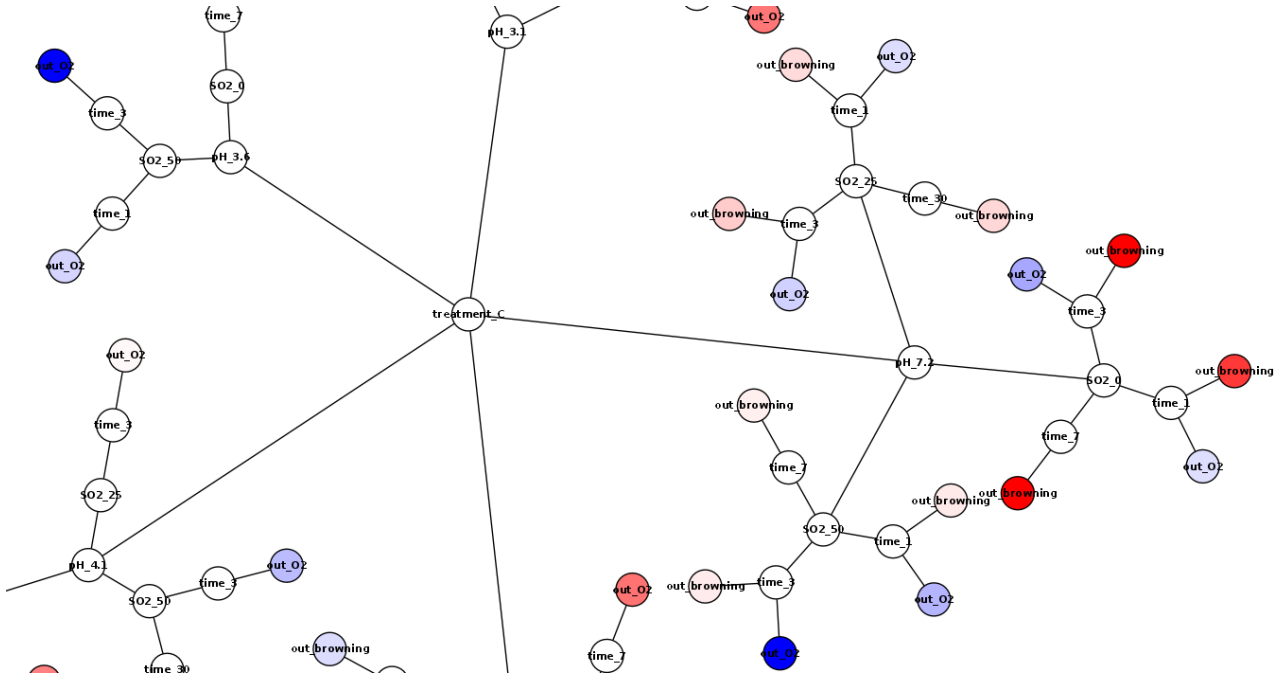 time_7
out_O2
pH_3.1
out_O2
out_O2
out_browning
SO2_0
time_3
time_1
SO2_50
pH_3.6
SO2_25
time_30
time_1
out_browning
out_browning
time_3
out_browning
out_O2
out_O2
out_O2
time_3
treatment_C
out_O2
pH_7.2
out_browning
SO2_0
time_1
out_browning
time_3
time_7
time_7
out_O2
SO2_25
out_browning
out_browning
SO2_50
time_1
pH_4.1
out_O2
time_3
time_3
out_browning
out_O2
SO2_50
out_O2
out_browning
out_O2
time_7
time_30